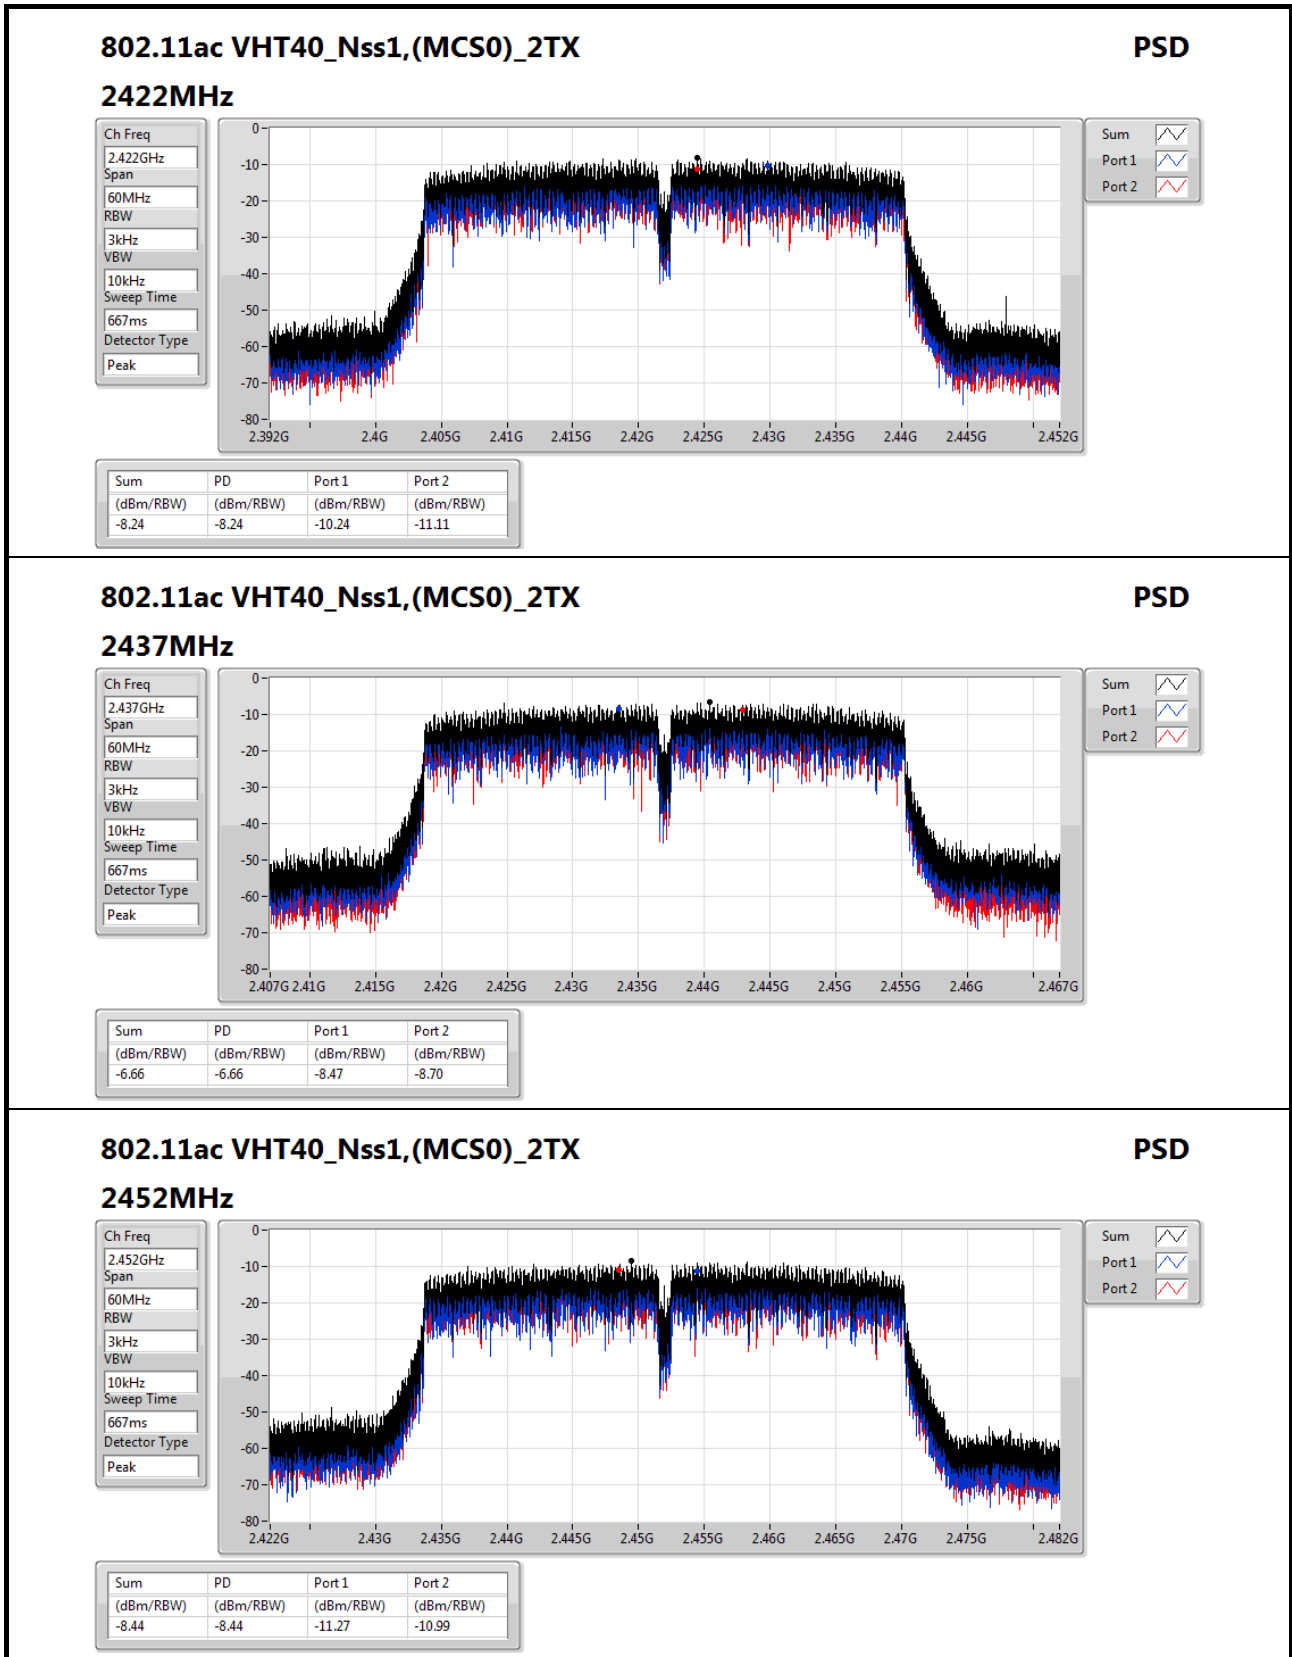 802.11ac VHT40_Nss1,(MCS0)_2TX PSD
2422MHz
Ch Freq
2.422GHz
Span
60MHz
RBW
3kHz
VBW
10kHz
Sweep Time
667ms
Detector Type
Peak
0
-10
-20
-30
-40
-50
-60
-70
-80
2.392G 2.4G 2.405G 2.41G 2.415G 2.42G 2.425G 2.43G 2.435G 2.44G 2.445G 2.452G
Sum
Port 1
Port 2
Sum PD Port 1 Port 2
(dBm/RBW) (dBm/RBW) (dBm/RBW) (dBm/RBW)
-8.24 -8.24 -10.24 -11.11
802.11ac VHT40_Nss1,(MCS0)_2TX PSD
2437MHz
Ch Freq
2.437GHz
Span
60MHz
RBW
3kHz
VBW
10kHz
Sweep Time
667ms
Detector Type
Peak
0
-10
-20
-30
-40
-50
-60
-70
-80
2.407G 2.41G 2.415G 2.42G 2.425G 2.43G 2.435G 2.44G 2.445G 2.45G 2.455G 2.46G 2.467G
Sum
Port 1
Port 2
Sum PD Port 1 Port 2
(dBm/RBW) (dBm/RBW) (dBm/RBW) (dBm/RBW)
-6.66 -6.66 -8.47 -8.70
802.11ac VHT40_Nss1,(MCS0)_2TX PSD
2452MHz
Ch Freq
2.452GHz
Span
60MHz
RBW
3kHz
VBW
10kHz
Sweep Time
667ms
Detector Type
Peak
0
-10
-20
-30
-40
-50
-60
-70
-80
2.422G 2.43G 2.435G 2.44G 2.445G 2.45G 2.455G 2.46G 2.465G 2.47G 2.475G 2.482G
Sum
Port 1
Port 2
Sum PD Port 1 Port 2
(dBm/RBW) (dBm/RBW) (dBm/RBW) (dBm/RBW)
-8.44 -8.44 -11.27 -10.99